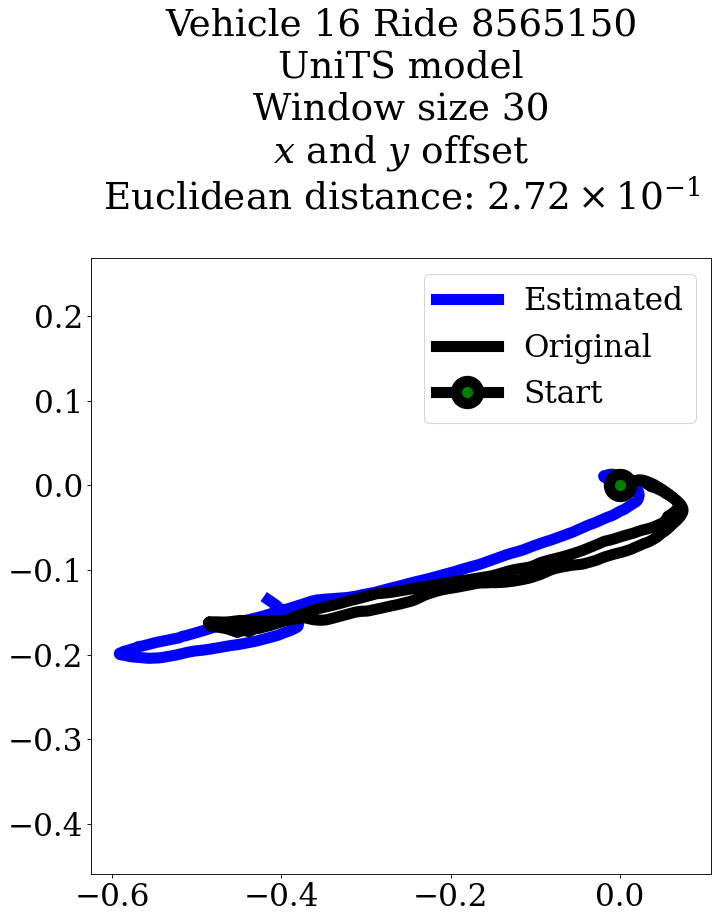 Vehicle 16 Ride 8565150
UniTS model
Window size 30
x and y offset
Euclidean distance: 2.72 × 10⁻¹
Estimated
Original
Start
0.2
0.1
0.0
−0.1
−0.2
−0.3
−0.4
−0.6 −0.4 −0.2 0.0